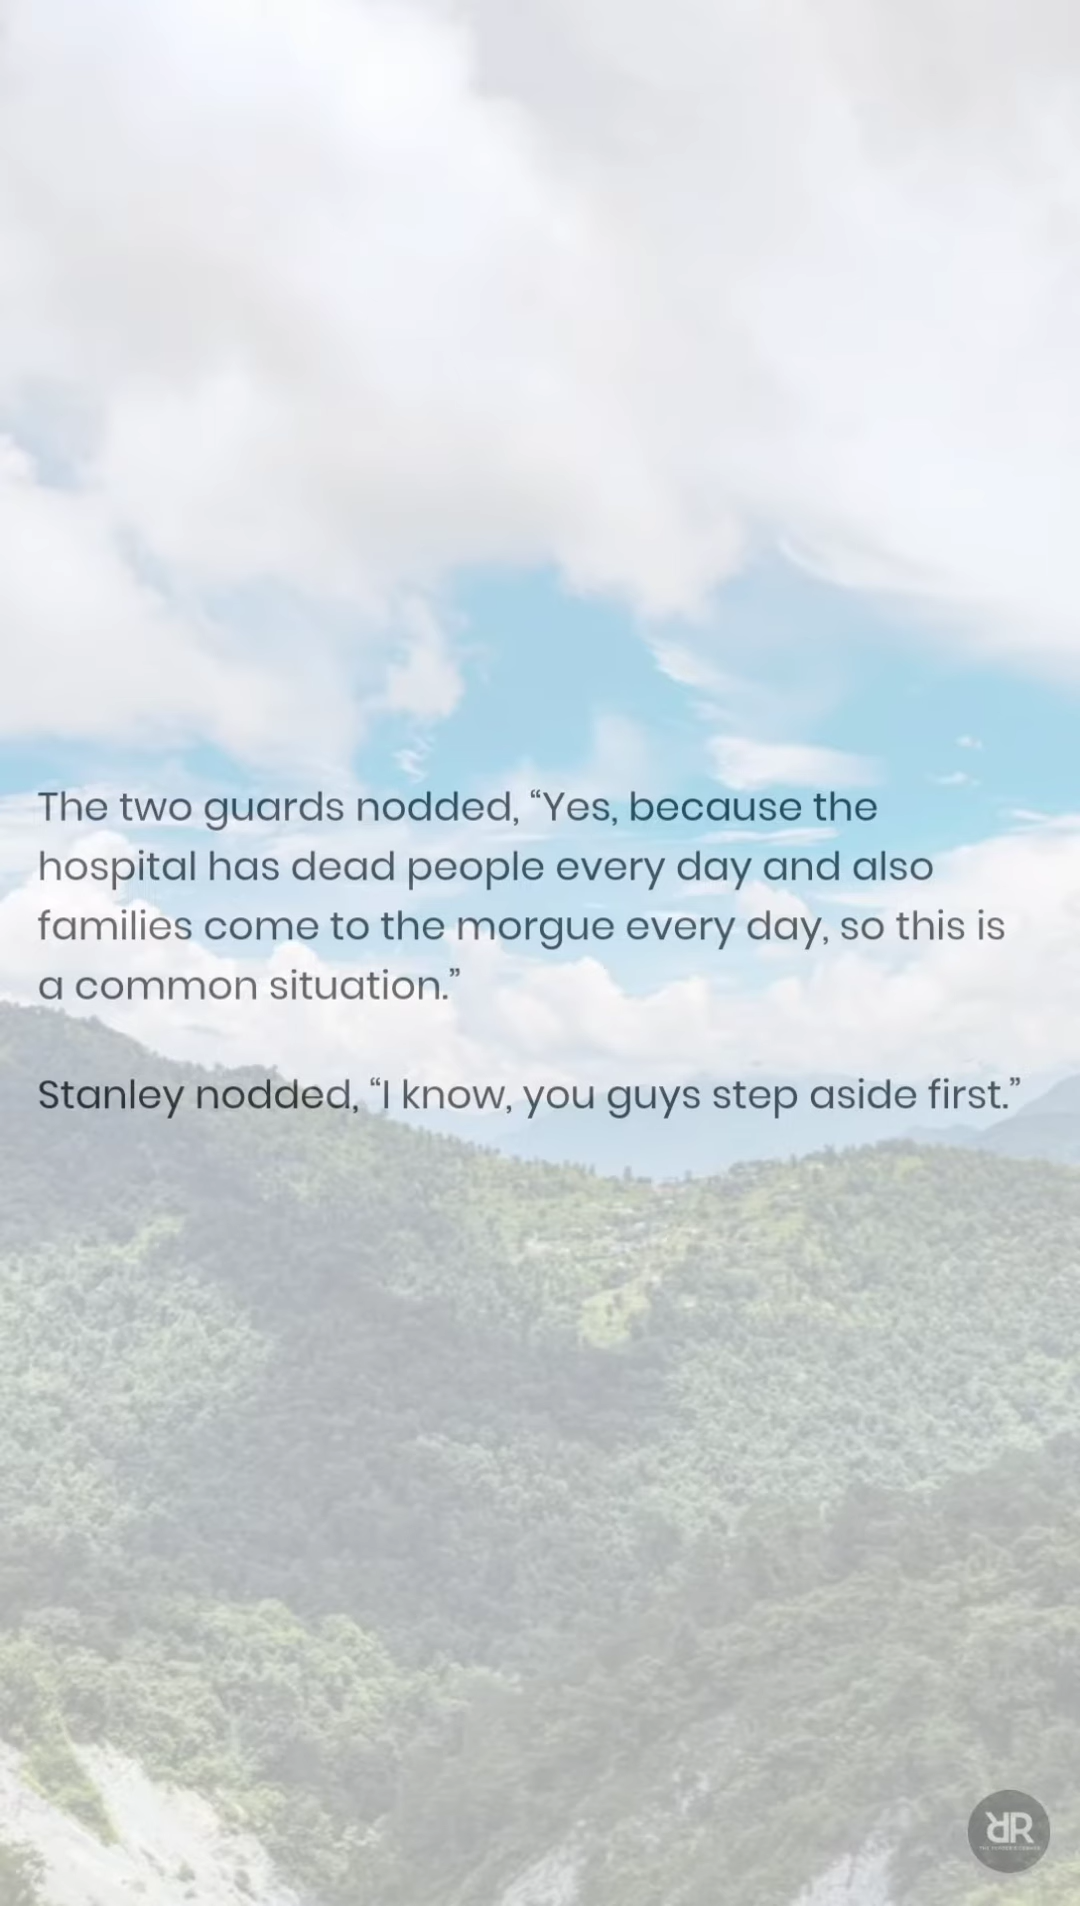 The two guards nodded, “Yes, because the
hospital has dead people every day and also
families come to the morgue every day, so this is
a common situation.”
Stanley nodded, “I know, you guys step aside first.”
RR